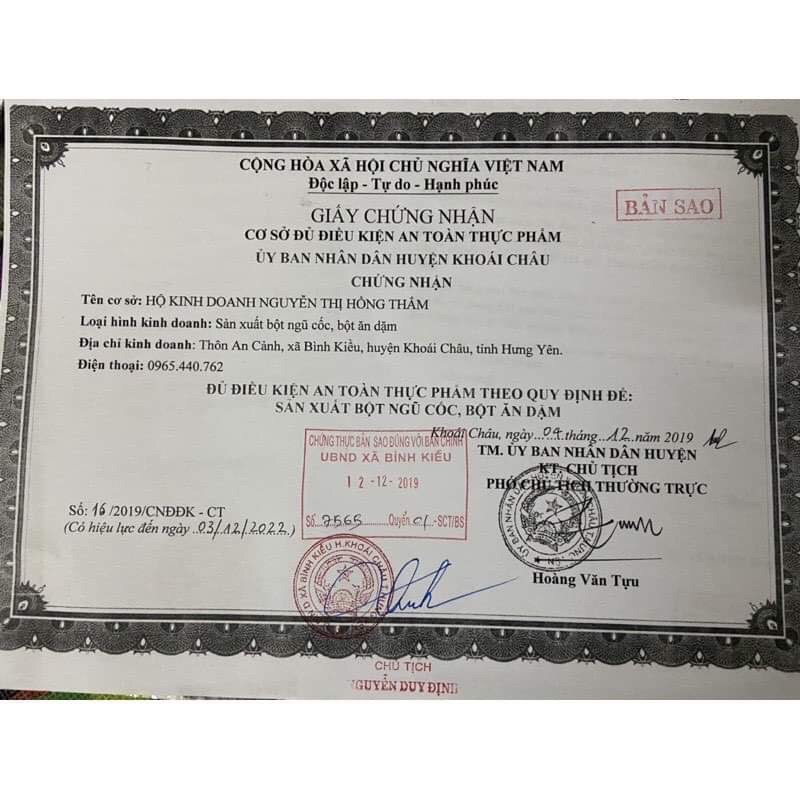 CỘNG HÒA XÃ HỘI CHỦ NGHĨA VIỆT NAM
Độc lập - Tự do - Hạnh phúc
BẢN SAO
GIẤY CHỨNG NHẬN
CƠ SỞ ĐỦ ĐIỀU KIỆN AN TOÀN THỰC PHẨM
ỦY BAN NHÂN DÂN HUYỆN KHOÁI CHÂU
CHỨNG NHẬN
Tên cơ sở: HỘ KINH DOANH NGUYỄN THỊ HỒNG THẮM
Loại hình kinh doanh: Sản xuất bột ngũ cốc, bột ăn dặm
Địa chỉ kinh doanh: Thôn An Cảnh, xã Bình Kiều, huyện Khoái Châu, tỉnh Hưng Yên.
Điện thoại: 0965.440.762
ĐỦ ĐIỀU KIỆN AN TOÀN THỰC PHẨM THEO QUY ĐỊNH ĐỂ:
SẢN XUẤT BỘT NGŨ CỐC, BỘT ĂN DẶM
Khoái Châu, ngày 04 tháng 12 năm 2019
TM. ỦY BAN NHÂN DÂN HUYỆN
KT. CHỦ TỊCH
PHÓ CHỦ TỊCH THƯỜNG TRỰC
CHỨNG THỰC BẢN SAO ĐÚNG VỚI BẢN CHÍNH
UBND XÃ BÌNH KIỀU
12-12-2019
Số 7565 Quyển 01-SCT/BS
Số: 16/2019/CNĐĐK - CT
(Có hiệu lực đến ngày 03/12/2022)
Hoàng Văn Tựu
CHỦ TỊCH
NGUYỄN DUY ĐỊNH